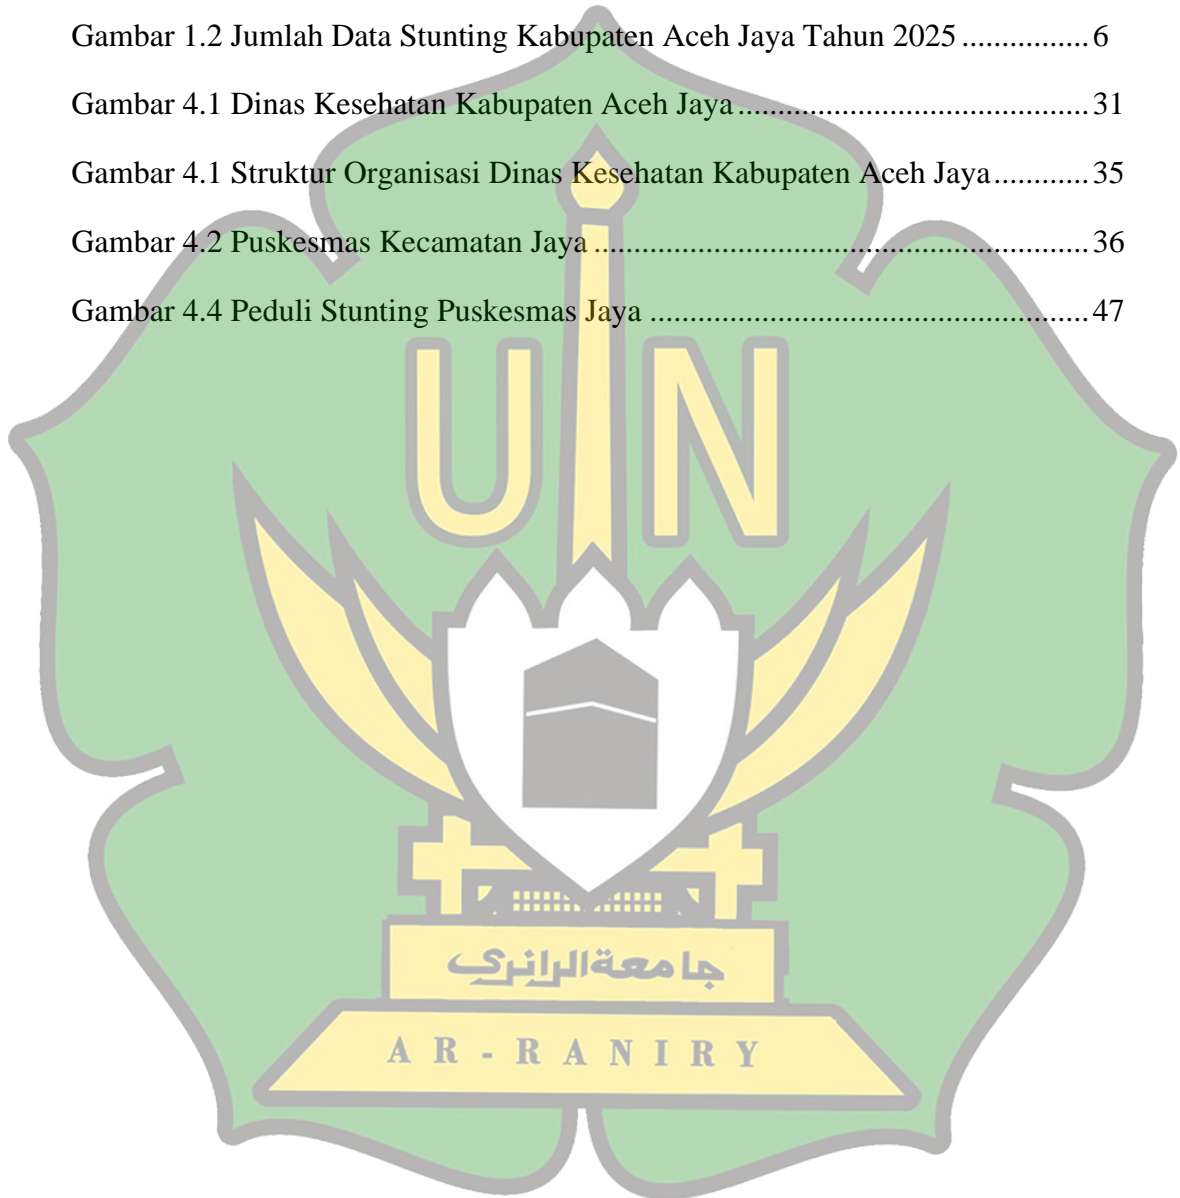 Gambar 1.2 Jumlah Data Stunting Kabupaten Aceh Jaya Tahun 2025 ............... 6
Gambar 4.1 Dinas Kesehatan Kabupaten Aceh Jaya ............................................ 31
Gambar 4.1 Struktur Organisasi Dinas Kesehatan Kabupaten Aceh Jaya ............ 35
Gambar 4.2 Puskesmas Kecamatan Jaya .............................................................. 36
Gambar 4.4 Peduli Stunting Puskesmas Jaya ....................................................... 47
UIN
جامعةالرانري
AR-RANIRY